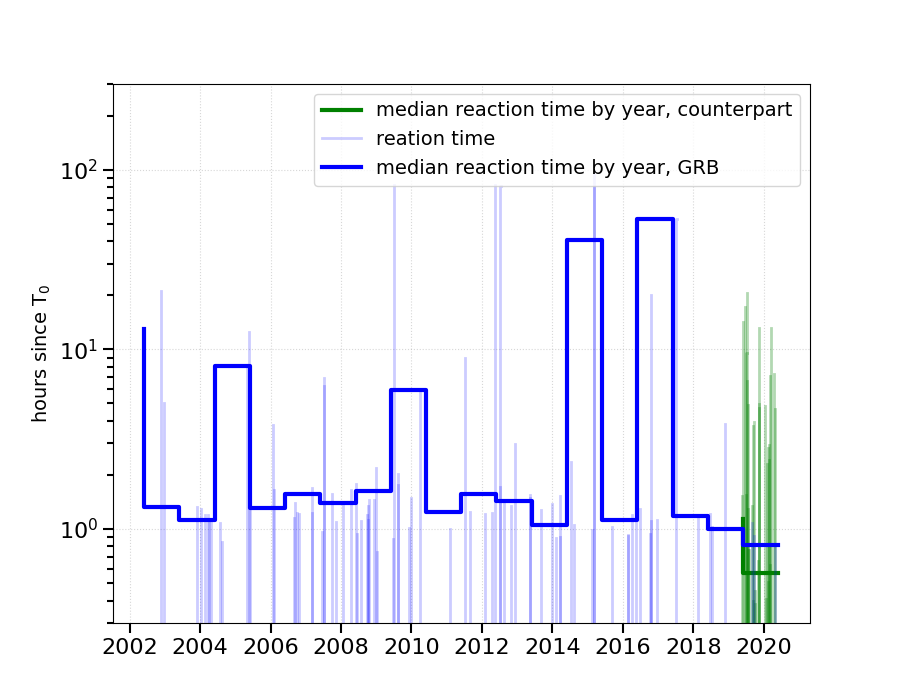 median reaction time by year, counterpart
reation time
median reaction time by year, GRB
10²
10¹
10⁰
hours since T₀
2002 2004 2006 2008 2010 2012 2014 2016 2018 2020